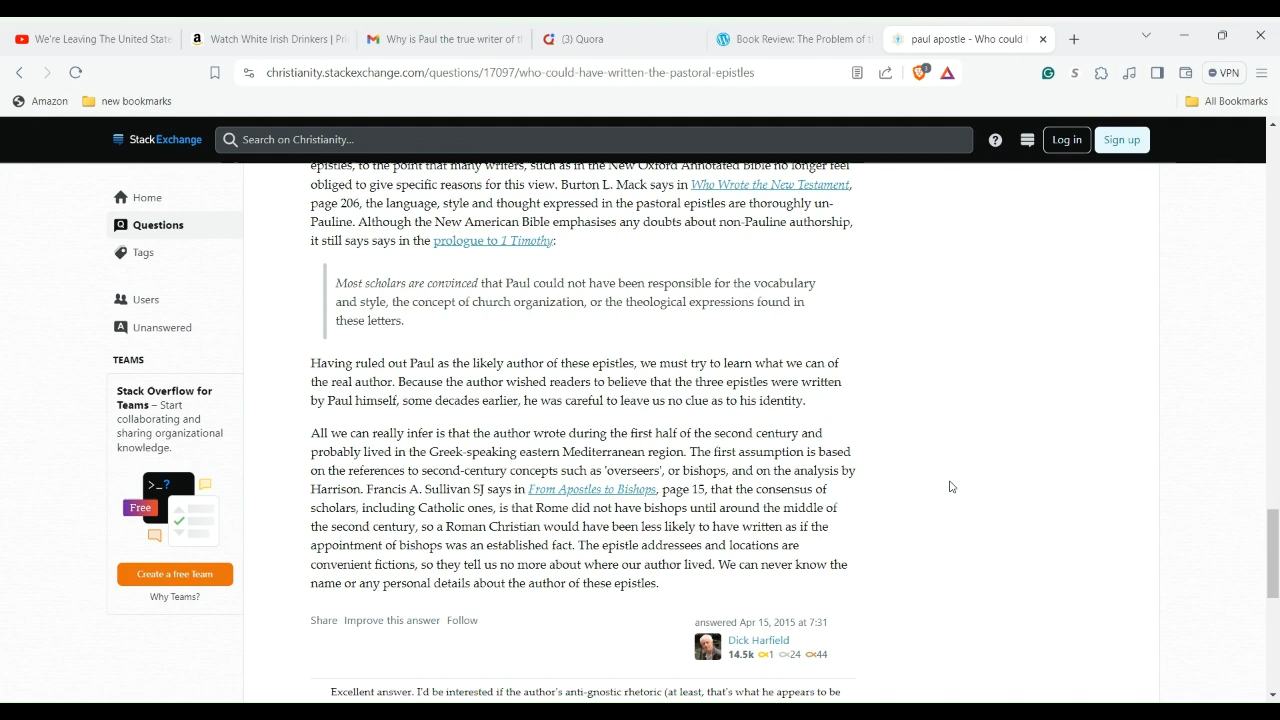 We're Leaving The United State
Watch White Irish Drinkers | Pri
Why is Paul the true writer of t
(3) Quora
Book Review: The Problem of t
paul apostle - Who could
christianity.stackexchange.com/questions/17097/who-could-have-written-the-pastoral-epistles
3
VPN
Amazon
new bookmarks
All Bookmarks
StackExchange
Search on Christianity...
Log in
Sign up
Home
Questions
Tags
Users
Unanswered
TEAMS
Stack Overflow for
Teams – Start
collaborating and
sharing organizational
knowledge.
>_?
Free
Create a free Team
Why Teams?
epistles, to the point that many writers, such as in the New Oxford Annotated Bible no longer feel
obliged to give specific reasons for this view. Burton L. Mack says in Who Wrote the New Testament,
page 206, the language, style and thought expressed in the pastoral epistles are thoroughly un-
Pauline. Although the New American Bible emphasises any doubts about non-Pauline authorship,
it still says says in the prologue to 1 Timothy:
Most scholars are convinced that Paul could not have been responsible for the vocabulary
and style, the concept of church organization, or the theological expressions found in
these letters.
Having ruled out Paul as the likely author of these epistles, we must try to learn what we can of
the real author. Because the author wished readers to believe that the three epistles were written
by Paul himself, some decades earlier, he was careful to leave us no clue as to his identity.
All we can really infer is that the author wrote during the first half of the second century and
probably lived in the Greek-speaking eastern Mediterranean region. The first assumption is based
on the references to second-century concepts such as 'overseers', or bishops, and on the analysis by
Harrison. Francis A. Sullivan SJ says in From Apostles to Bishops, page 15, that the consensus of
scholars, including Catholic ones, is that Rome did not have bishops until around the middle of
the second century, so a Roman Christian would have been less likely to have written as if the
appointment of bishops was an established fact. The epistle addressees and locations are
convenient fictions, so they tell us no more about where our author lived. We can never know the
name or any personal details about the author of these epistles.
Share Improve this answer Follow
answered Apr 15, 2015 at 7:31
Dick Harfield
14.5k 1 24 44
Excellent answer. I'd be interested if the author's anti-gnostic rhetoric (at least, that's what he appears to be